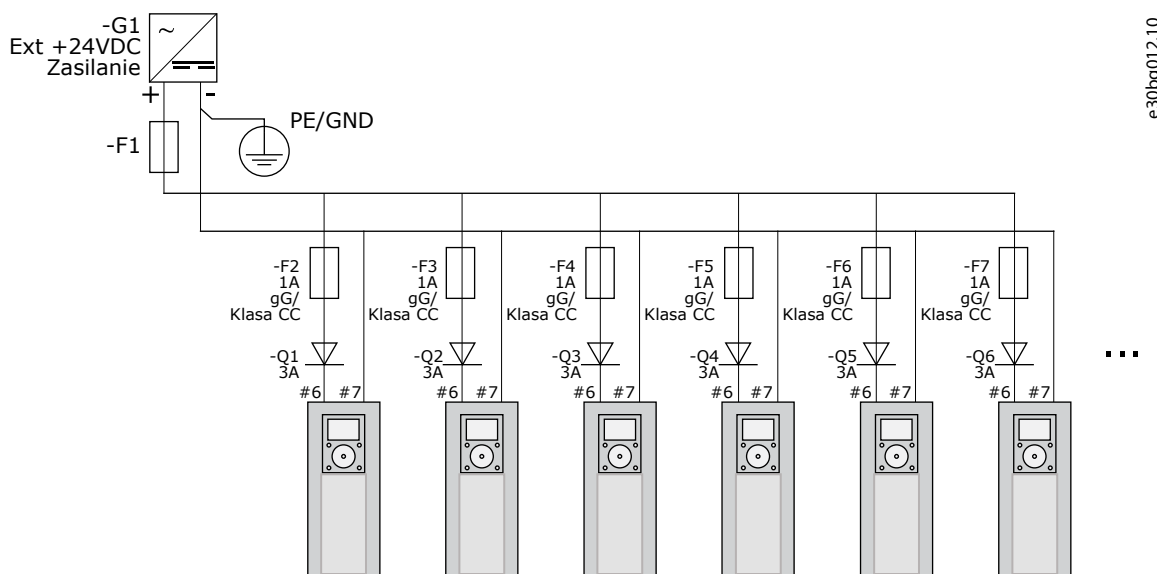 -G1
Ext +24VDC
Zasilanie
+ -
-F1
PE/GND
e30bg012.10
-F2
1A
gG/
Klasa CC
-F3
1A
gG/
Klasa CC
-F4
1A
gG/
Klasa CC
-F5
1A
gG/
Klasa CC
-F6
1A
gG/
Klasa CC
-F7
1A
gG/
Klasa CC
-Q1
3A
-Q2
3A
-Q3
3A
-Q4
3A
-Q5
3A
-Q6
3A
...
#6 #7
#6 #7
#6 #7
#6 #7
#6 #7
#6 #7